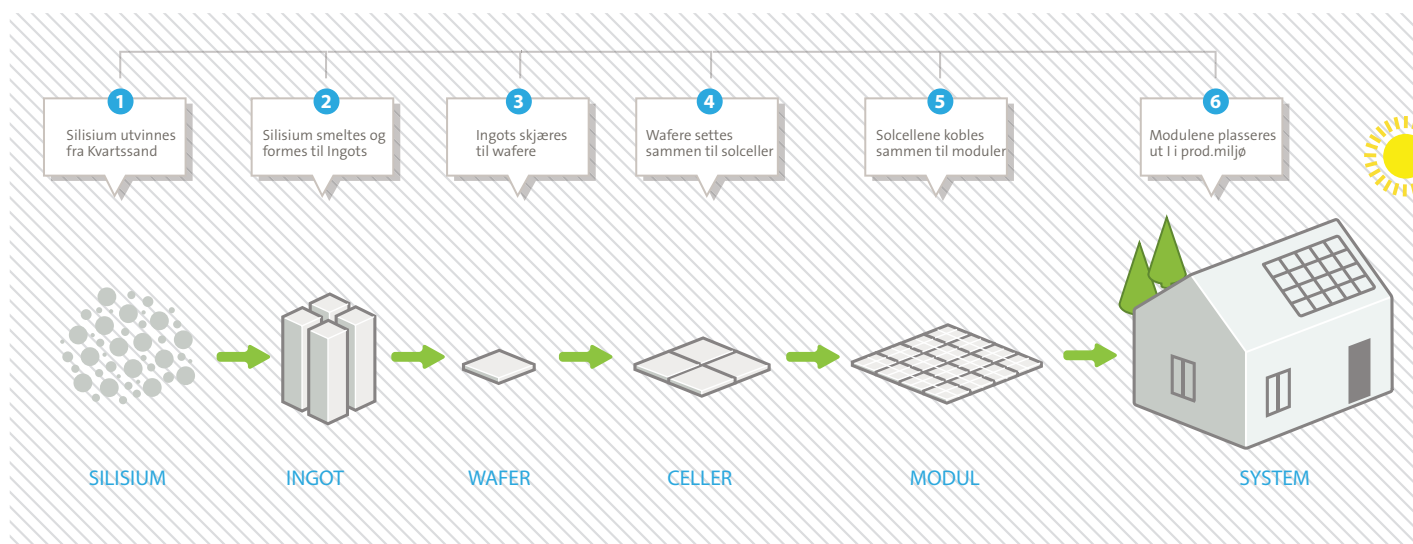 1
Silisium utvinnes
fra Kvartssand
2
Silisium smeltes og
formes til Ingots
3
Ingots skjæres
til wafere
4
Wafere settes
sammen til solceller
5
Solcellene kobles
sammen til moduler
6
Modulene plasseres
ut I i prod.miljø
SILISIUM
INGOT
WAFER
CELLER
MODUL
SYSTEM